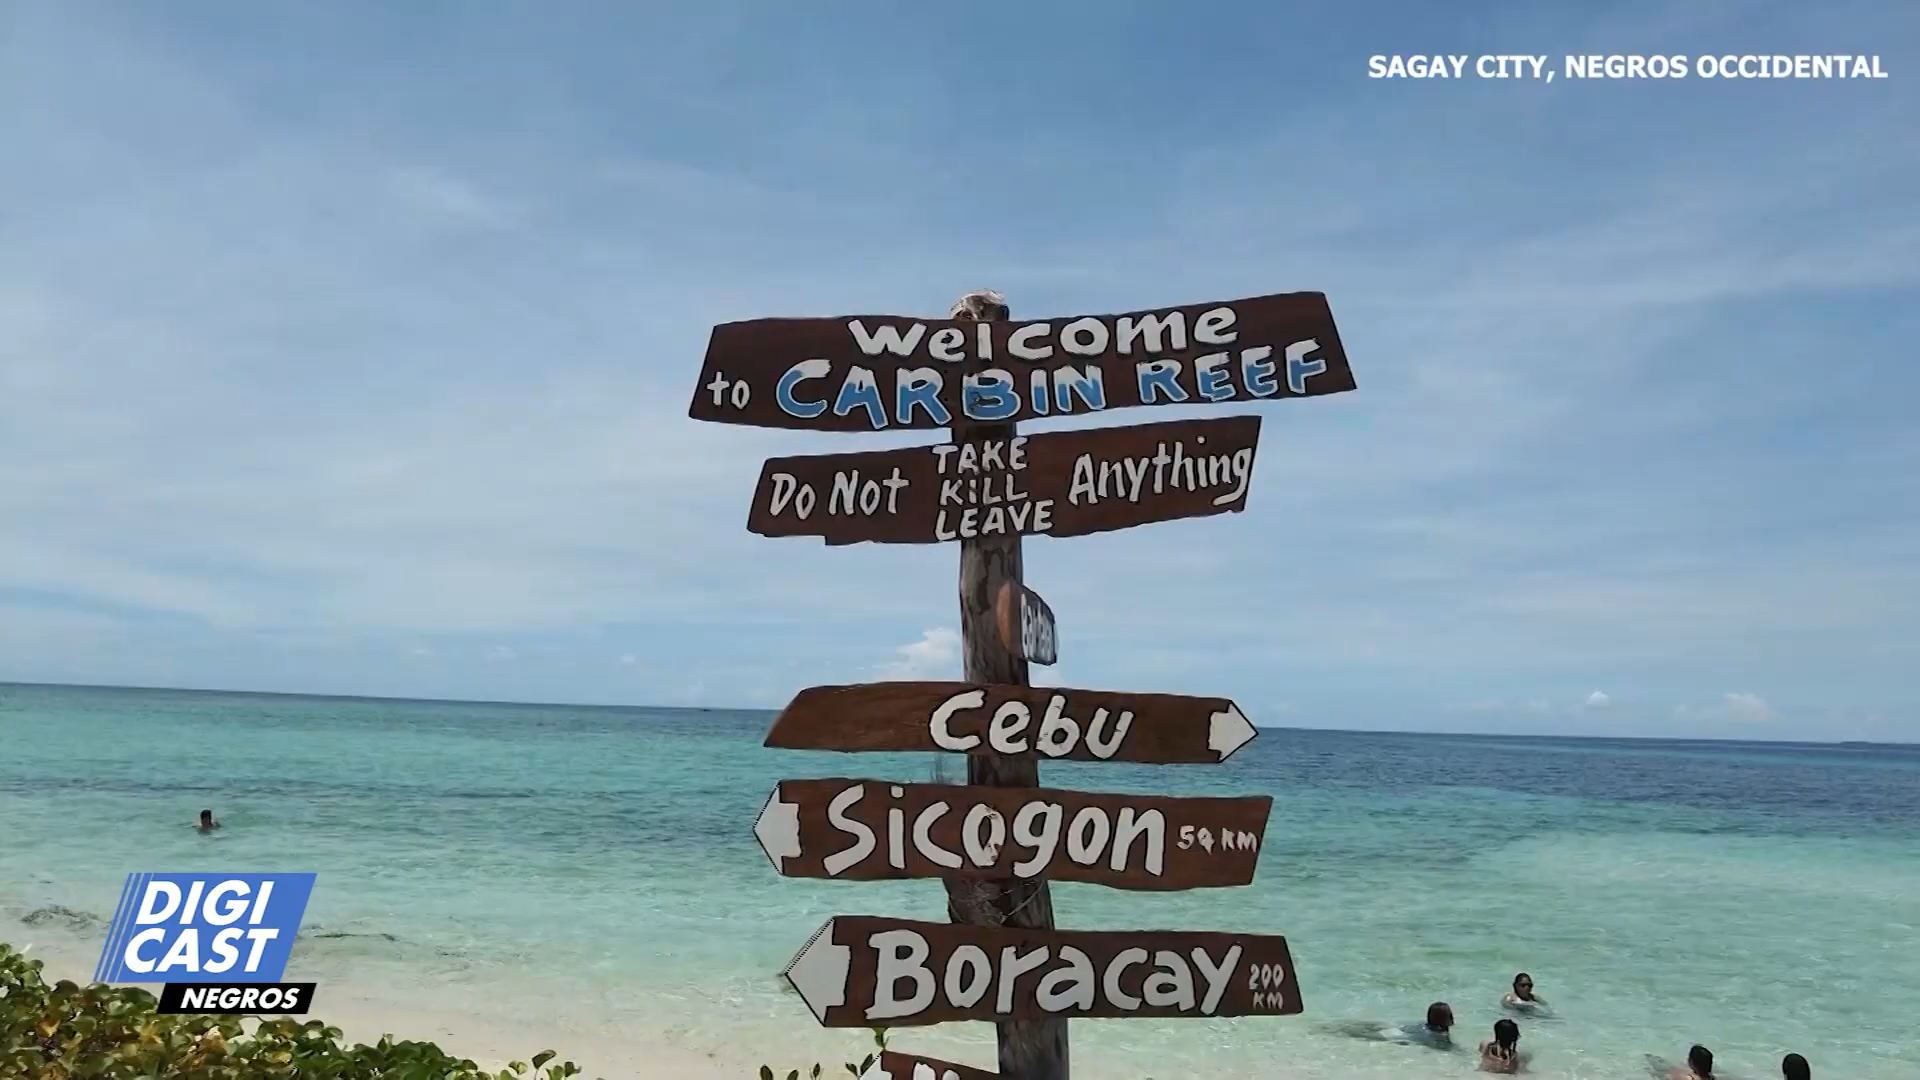 SAGAY CITY, NEGROS OCCIDENTAL
Welcome
to CARBIN REEF
Do Not TAKE Anything
KILL
LEAVE
Cebu
Sicogon 54 KM
Boracay 200 KM
DIGI
CAST
NEGROS